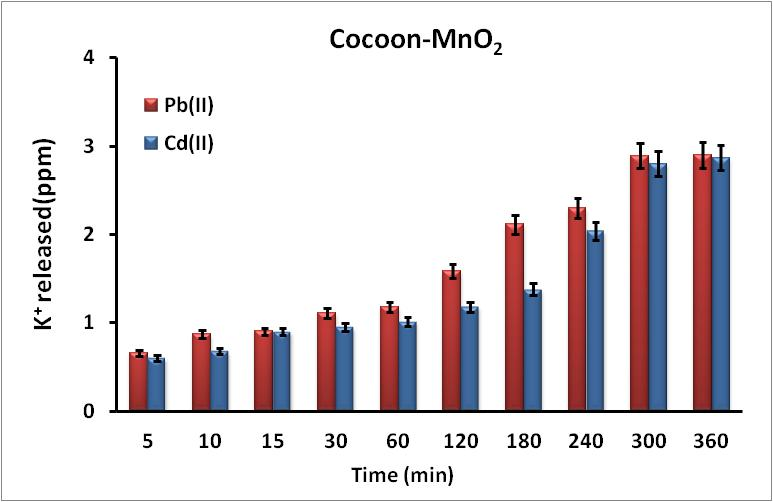 Cocoon-MnO₂
Pb(II)
Cd(II)
K⁺ released(ppm)
4
3
2
1
0
5 10 15 30 60 120 180 240 300 360
Time (min)